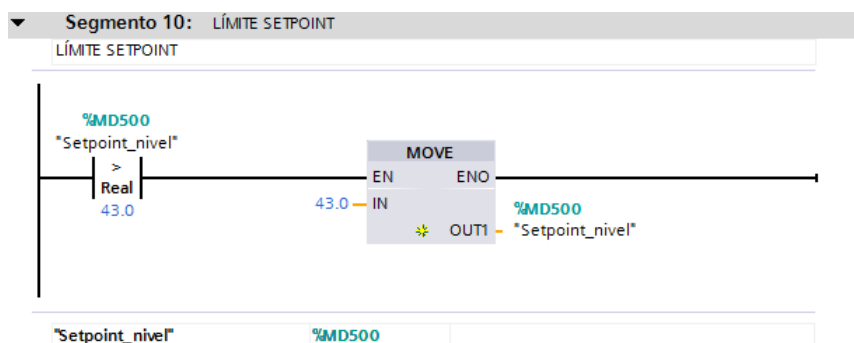 Segmento 10: LÍMITE SETPOINT
LÍMITE SETPOINT
%MD500
"Setpoint_nivel"
>
Real
43.0
MOVE
EN ENO
43.0 IN
OUT1
%MD500
"Setpoint_nivel"
"Setpoint_nivel" %MD500